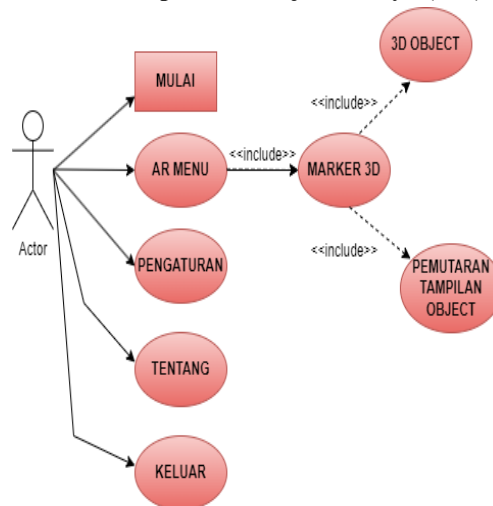 3D OBJECT
MULAI
<<include>>
<<include>>
AR MENU
MARKER 3D
Actor
<<include>>
PENGATURAN
PEMUTARAN
TAMPILAN
OBJECT
TENTANG
KELUAR